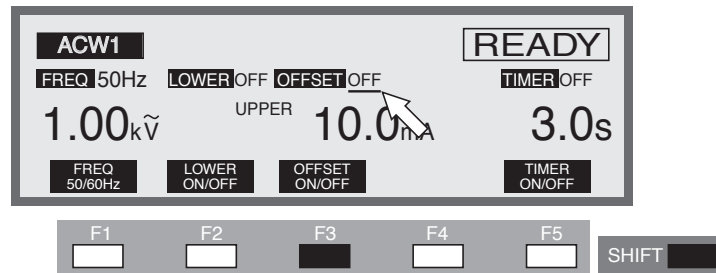 ACW1 READY
FREQ 50Hz LOWER OFF OFFSET OFF TIMER OFF
1.00kṼ UPPER 10.0mA 3.0s
FREQ 50/60Hz LOWER ON/OFF OFFSET ON/OFF TIMER ON/OFF
F1 F2 F3 F4 F5
SHIFT